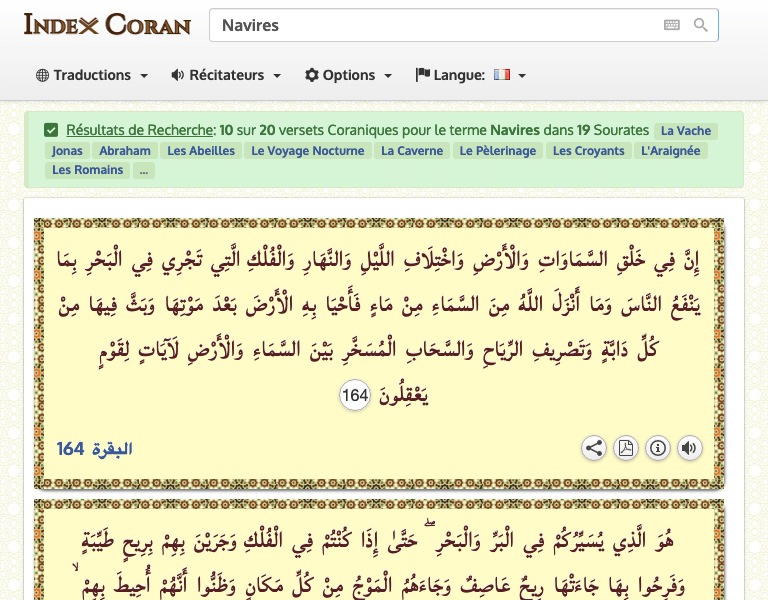 INDEX CORAN
Navires
Traductions Récitateurs Options Langue:
Résultats de Recherche: 10 sur 20 versets Coraniques pour le terme Navires dans 19 Sourates La Vache
Jonas Abraham Les Abeilles Le Voyage Nocturne La Caverne Le Pèlerinage Les Croyants L'Araignée
Les Romains ...
إِنَّ فِي خَلْقِ السَّمَاوَاتِ وَالْأَرْضِ وَاخْتِلَافِ اللَّيْلِ وَالنَّهَارِ وَالْفُلْكِ الَّتِي تَجْرِي فِي الْبَحْرِ بِمَا
يَنْفَعُ النَّاسَ وَمَا أَنْزَلَ اللَّهُ مِنَ السَّمَاءِ مِنْ مَاءٍ فَأَحْيَا بِهِ الْأَرْضَ بَعْدَ مَوْتِهَا وَبَثَّ فِيهَا مِنْ
كُلِّ دَابَّةٍ وَتَصْرِيفِ الرِّيَاحِ وَالسَّحَابِ الْمُسَخَّرِ بَيْنَ السَّمَاءِ وَالْأَرْضِ لَآيَاتٍ لِقَوْمٍ
يَعْقِلُونَ 164
البقرة 164
هُوَ الَّذِي يُسَيِّرُكُمْ فِي الْبَرِّ وَالْبَحْرِ ۖ حَتَّىٰ إِذَا كُنْتُمْ فِي الْفُلْكِ وَجَرَيْنَ بِهِمْ بِرِيحٍ طَيِّبَةٍ
وَفَرِحُوا بِهَا جَاءَتْهَا رِيحٌ عَاصِفٌ وَجَاءَهُمُ الْمَوْجُ مِنْ كُلِّ مَكَانٍ وَظَنُّوا أَنَّهُمْ أُحِيطَ بِهِمْ ۙ